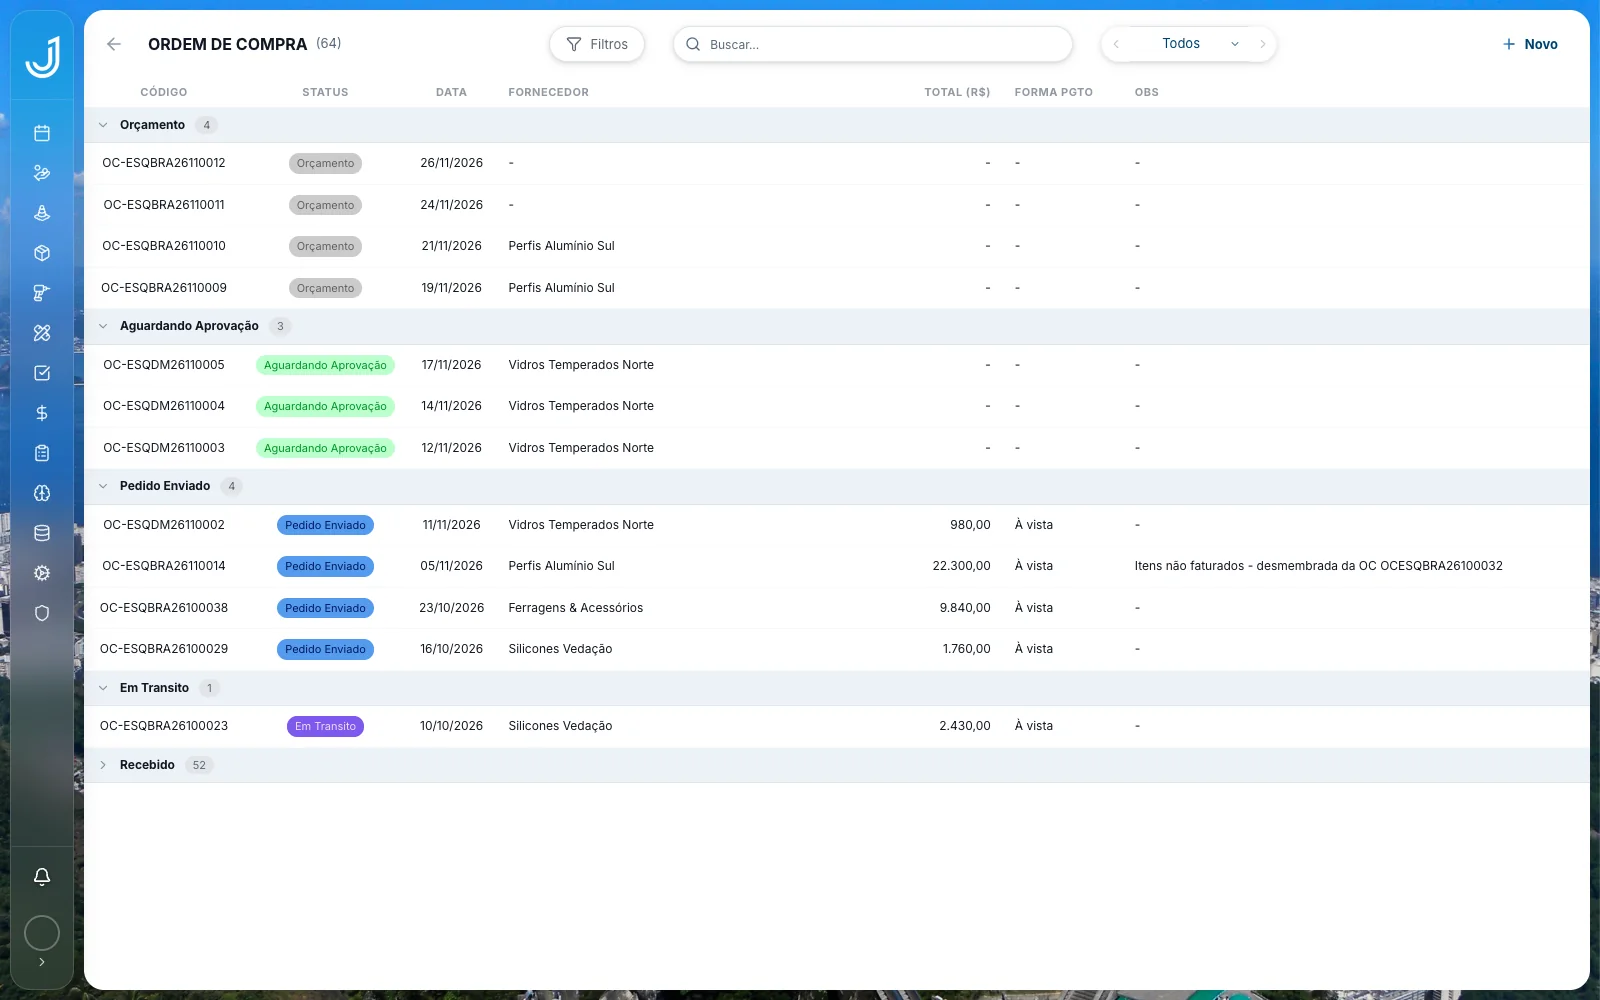 ORDEM DE COMPRA (64) Filtros Buscar... Todos Novo
CÓDIGO STATUS DATA FORNECEDOR TOTAL (R$) FORMA PGTO OBS
Orçamento 4
OC-ESQBRA26110012 Orçamento 26/11/2026 - - - -
OC-ESQBRA26110011 Orçamento 24/11/2026 - - - -
OC-ESQBRA26110010 Orçamento 21/11/2026 Perfis Alumínio Sul - - -
OC-ESQBRA26110009 Orçamento 19/11/2026 Perfis Alumínio Sul - - -
Aguardando Aprovação 3
OC-ESQDM26110005 Aguardando Aprovação 17/11/2026 Vidros Temperados Norte - - -
OC-ESQDM26110004 Aguardando Aprovação 14/11/2026 Vidros Temperados Norte - - -
OC-ESQDM26110003 Aguardando Aprovação 12/11/2026 Vidros Temperados Norte - - -
Pedido Enviado 4
OC-ESQDM26110002 Pedido Enviado 11/11/2026 Vidros Temperados Norte 980,00 À vista -
OC-ESQBRA26110014 Pedido Enviado 05/11/2026 Perfis Alumínio Sul 22.300,00 À vista Itens não faturados - desmembrada da OC OCESQBRA26100032
OC-ESQBRA26100038 Pedido Enviado 23/10/2026 Ferragens & Acessórios 9.840,00 À vista -
OC-ESQBRA26100029 Pedido Enviado 16/10/2026 Silicones Vedação 1.760,00 À vista -
Em Transito 1
OC-ESQBRA26100023 Em Transito 10/10/2026 Silicones Vedação 2.430,00 À vista -
Recebido 52